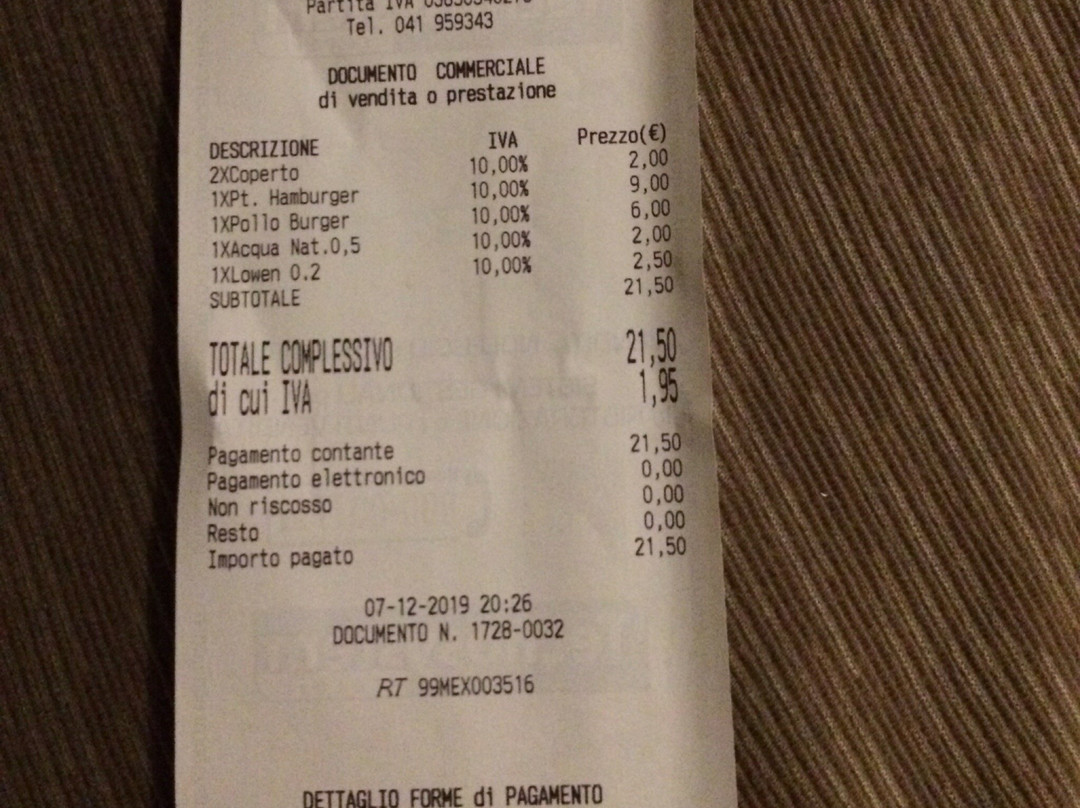 Partita IVA
Tel. 041 959343
DOCUMENTO COMMERCIALE
di vendita o prestazione
DESCRIZIONE IVA Prezzo(€)
2XCoperto 10,00% 2,00
1XPt. Hamburger 10,00% 9,00
1XPollo Burger 10,00% 6,00
1XAcqua Nat.0,5 10,00% 2,00
1XLowen 0.2 10,00% 2,50
SUBTOTALE 21,50
TOTALE COMPLESSIVO 21,50
di cui IVA 1,95
Pagamento contante 21,50
Pagamento elettronico 0,00
Non riscosso 0,00
Resto 0,00
Importo pagato 21,50
07-12-2019 20:26
DOCUMENTO N. 1728-0032
RT 99MEX003516
DETTAGLIO FORME di PAGAMENTO